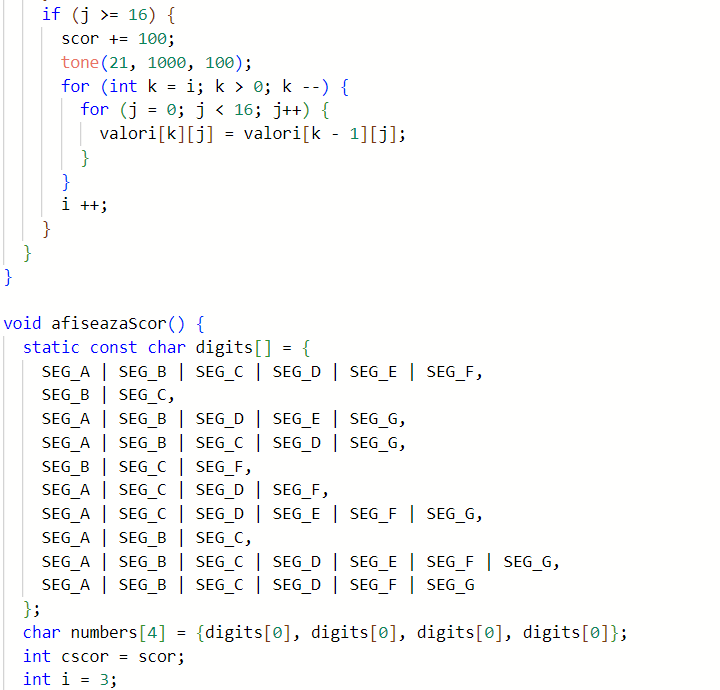 if (j >= 16) {
scor += 100;
tone(21, 1000, 100);
for (int k = i; k > 0; k --) {
for (j = 0; j < 16; j++) {
valori[k][j] = valori[k - 1][j];
}
}
i ++;
}
}
}
void afiseazaScor() {
static const char digits[] = {
SEG_A | SEG_B | SEG_C | SEG_D | SEG_E | SEG_F,
SEG_B | SEG_C,
SEG_A | SEG_B | SEG_D | SEG_E | SEG_G,
SEG_A | SEG_B | SEG_C | SEG_D | SEG_G,
SEG_B | SEG_C | SEG_F,
SEG_A | SEG_C | SEG_D | SEG_F,
SEG_A | SEG_C | SEG_D | SEG_E | SEG_F | SEG_G,
SEG_A | SEG_B | SEG_C,
SEG_A | SEG_B | SEG_C | SEG_D | SEG_E | SEG_F | SEG_G,
SEG_A | SEG_B | SEG_C | SEG_D | SEG_F | SEG_G
};
char numbers[4] = {digits[0], digits[0], digits[0], digits[0]};
int cscor = scor;
int i = 3;